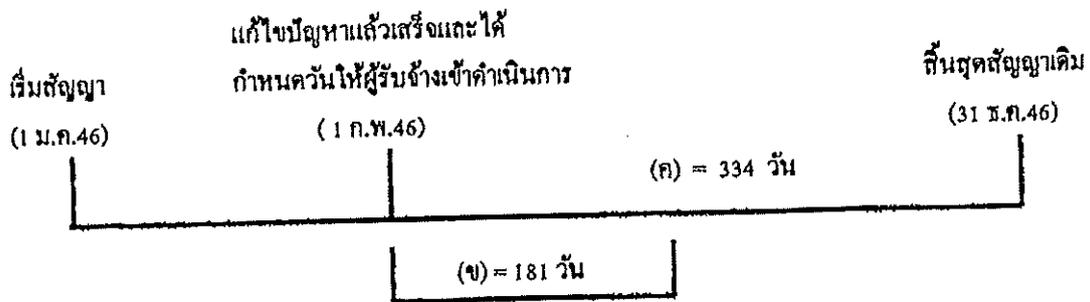 แก้ไขปัญหาแล้วเสร็จและได้
กำหนดวันให้ผู้รับจ้างเข้าดำเนินการ
เริ่มสัญญา
สิ้นสุดสัญญาเดิม
(1 ม.ค.46)
( 1 ก.พ.46)
(31 ธ.ค.46)
(ค) = 334 วัน
(ข) = 181 วัน